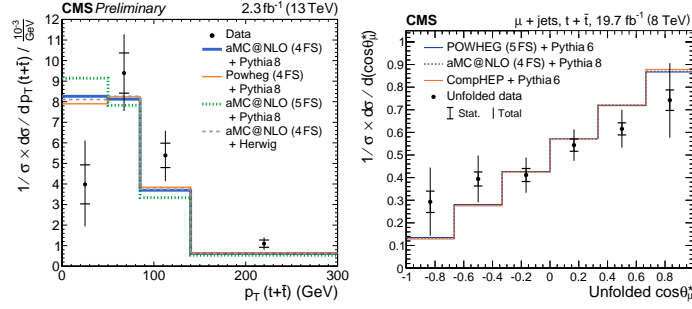 CMS Preliminary 2.3 fb⁻¹ (13 TeV)
1/σ × dσ / dp_T (t+t̄) / 10⁻³/GeV
12
11
10
9
8
7
6
5
4
3
2
1
0
Data
aMC@NLO (4FS)
+ Pythia8
Powheg (4FS)
+ Pythia8
aMC@NLO (5FS)
+ Pythia8
aMC@NLO (4FS)
+ Herwig
0 100 200 300
p_T (t+t̄) (GeV)
CMS μ + jets, t + t̄, 19.7 fb⁻¹ (8 TeV)
1/σ × dσ / d(cosθ*_μ)
1
0.9
0.8
0.7
0.6
0.5
0.4
0.3
0.2
0.1
0
POWHEG (5 FS) + Pythia 6
aMC@NLO (4 FS) + Pythia 8
CompHEP + Pythia 6
Unfolded data
Stat. Total
-1 -0.8 -0.6 -0.4 -0.2 0 0.2 0.4 0.6 0.8 1
Unfolded cosθ*_μ